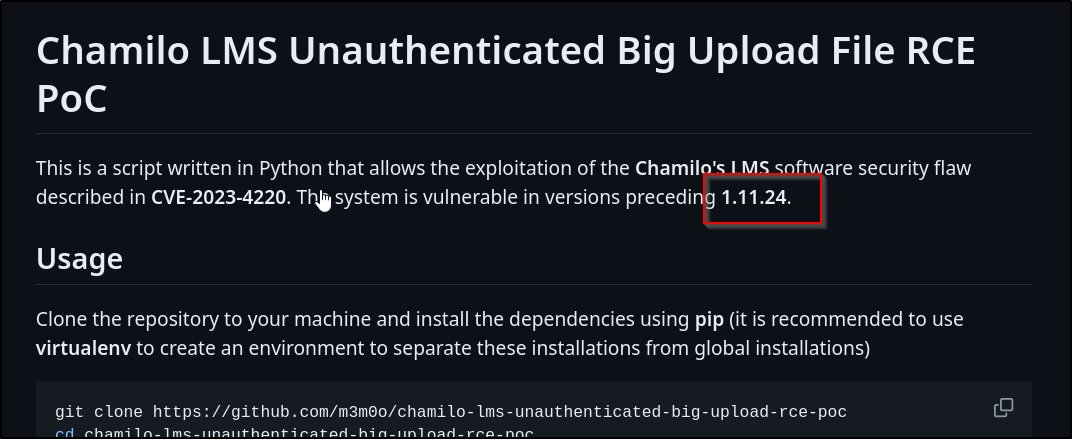 Chamilo LMS Unauthenticated Big Upload File RCE
PoC
This is a script written in Python that allows the exploitation of the Chamilo's LMS software security flaw
described in CVE-2023-4220. The system is vulnerable in versions preceding 1.11.24.
Usage
Clone the repository to your machine and install the dependencies using pip (it is recommended to use
virtualenv to create an environment to separate these installations from global installations)
git clone https://github.com/m3m0o/chamilo-lms-unauthenticated-big-upload-rce-poc
cd chamilo-lms-unauthenticated-big-upload-rce-poc